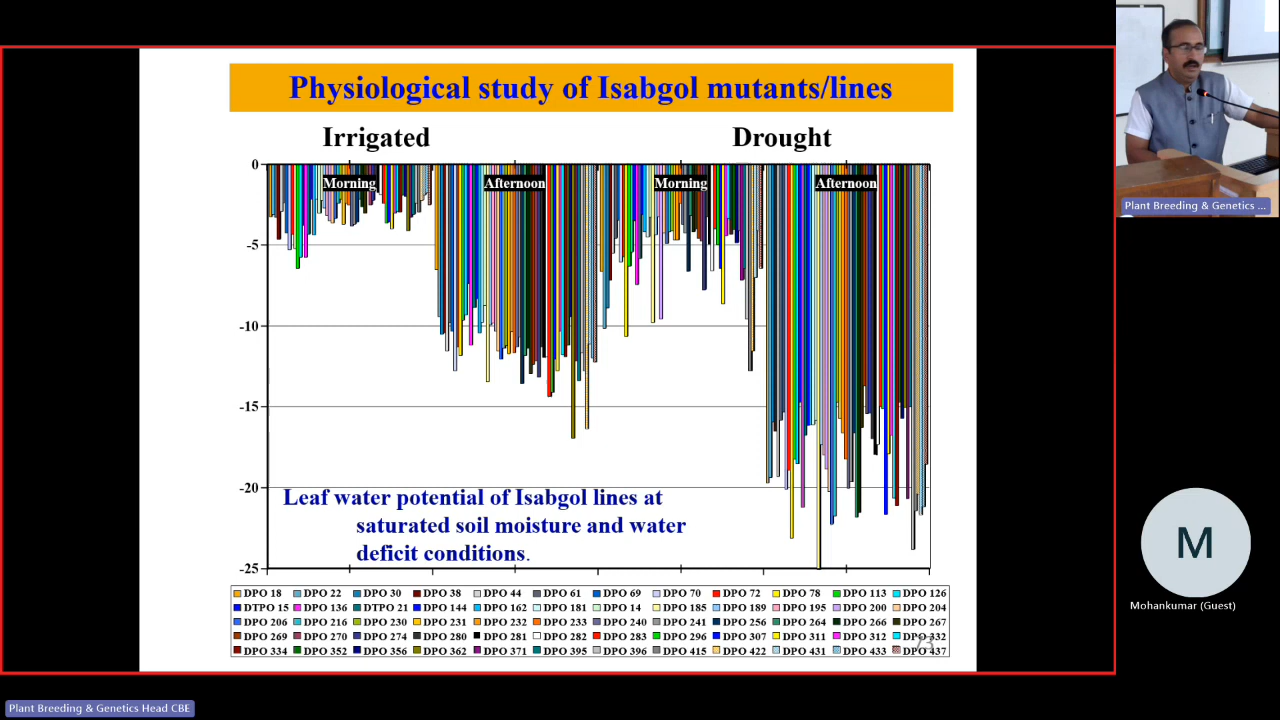 Physiological study of Isabgol mutants/lines
Irrigated Drought
0
Morning Afternoon Morning Afternoon
-5
-10
-15
-20
-25
Leaf water potential of Isabgol lines at
saturated soil moisture and water
deficit conditions.
DPO 18 DPO 22 DPO 30 DPO 38 DPO 44 DPO 61 DPO 69 DPO 70 DPO 72 DPO 78 DPO 113 DPO 126
DTPO 15 DPO 136 DTPO 21 DPO 144 DPO 162 DPO 181 DPO 14 DPO 185 DPO 189 DPO 195 DPO 200 DPO 204
DPO 206 DPO 216 DPO 230 DPO 231 DPO 232 DPO 233 DPO 240 DPO 241 DPO 256 DPO 264 DPO 266 DPO 267
DPO 269 DPO 270 DPO 274 DPO 280 DPO 281 DPO 282 DPO 283 DPO 296 DPO 307 DPO 311 DPO 312 DPO 332
DPO 334 DPO 352 DPO 356 DPO 362 DPO 371 DPO 395 DPO 396 DPO 415 DPO 422 DPO 431 DPO 433 DPO 437
Plant Breeding & Genetics ...
M
Mohankumar (Guest)
Plant Breeding & Genetics Head CBE